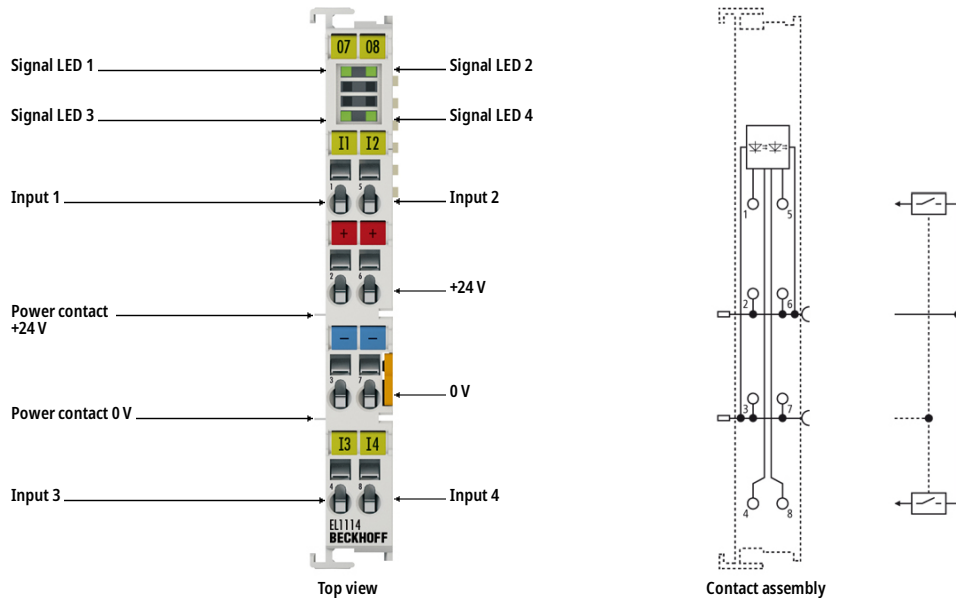 07 08
Signal LED 1
Signal LED 2
Signal LED 3
Signal LED 4
I1 I2
1 5
Input 1
Input 2
+ +
2 6
+24 V
Power contact
+24 V
− −
3 7
0 V
Power contact 0 V
I3 I4
4 8
Input 3
Input 4
EL1114
BECKHOFF
Top view
1 5
2 6
3 7
4 8
Contact assembly